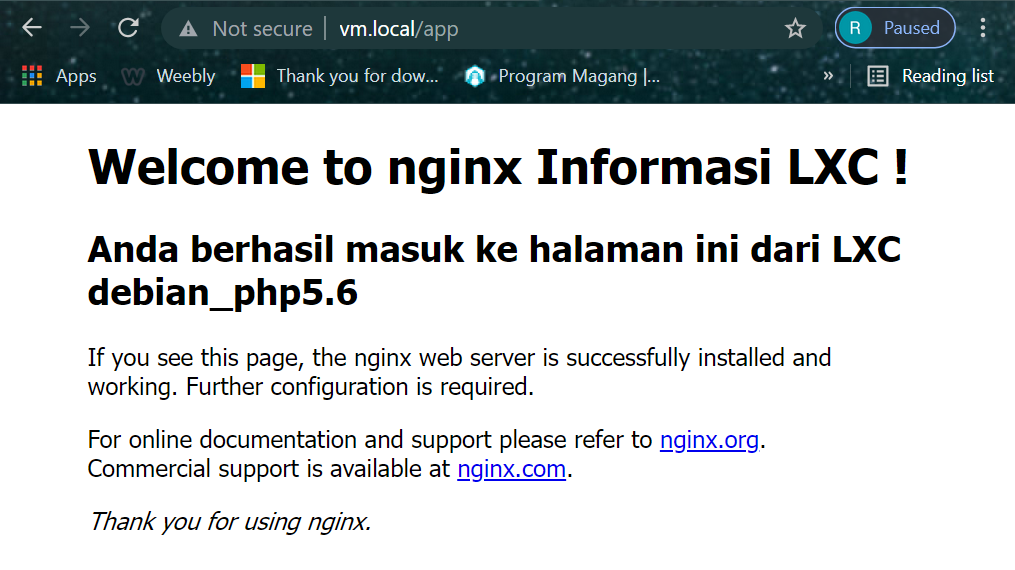 Not secure | vm.local/app
R Paused
Apps Weebly Thank you for dow... Program Magang |... » Reading list
Welcome to nginx Informasi LXC !
Anda berhasil masuk ke halaman ini dari LXC
debian_php5.6
If you see this page, the nginx web server is successfully installed and
working. Further configuration is required.
For online documentation and support please refer to nginx.org.
Commercial support is available at nginx.com.
Thank you for using nginx.